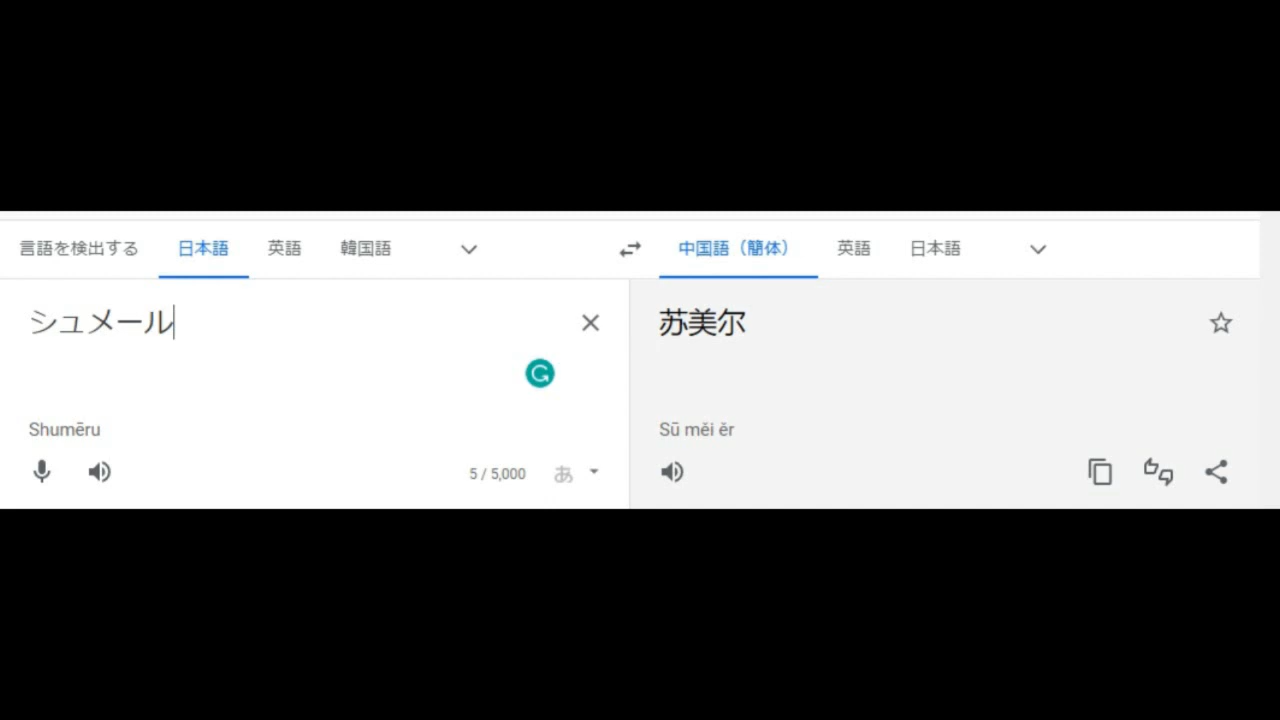 言語を検出する 日本語 英語 韓国語 中国語（簡体） 英語 日本語
シュメール
Shumēru
5 / 5,000 あ
苏美尔
Sū měi ěr